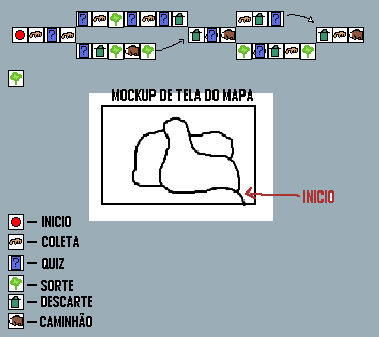 MOCKUP DE TELA DO MAPA
INICIO
— INICIO
— COLETA
— QUIZ
— SORTE
— DESCARTE
— CAMINHÃO